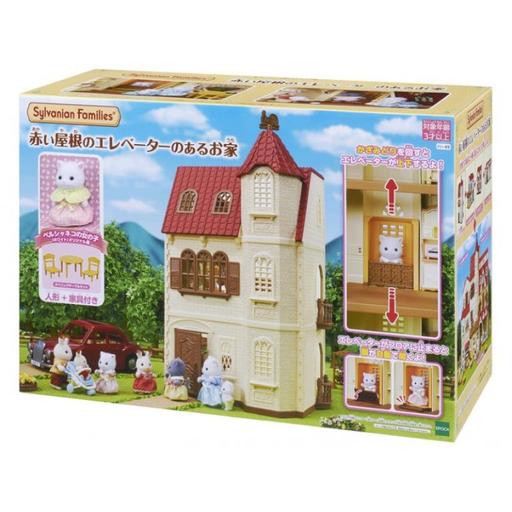 Sylvanian Families
赤い屋根のエレベーターのあるお家
ペルシャネコの女の子
人形+家具付き
対象年齢
3才以上
かざみどりを回すと
エレベーターが上下するよ!
エレベーターがフロアに止まると
扉が自動で開くよ!
EPOCH